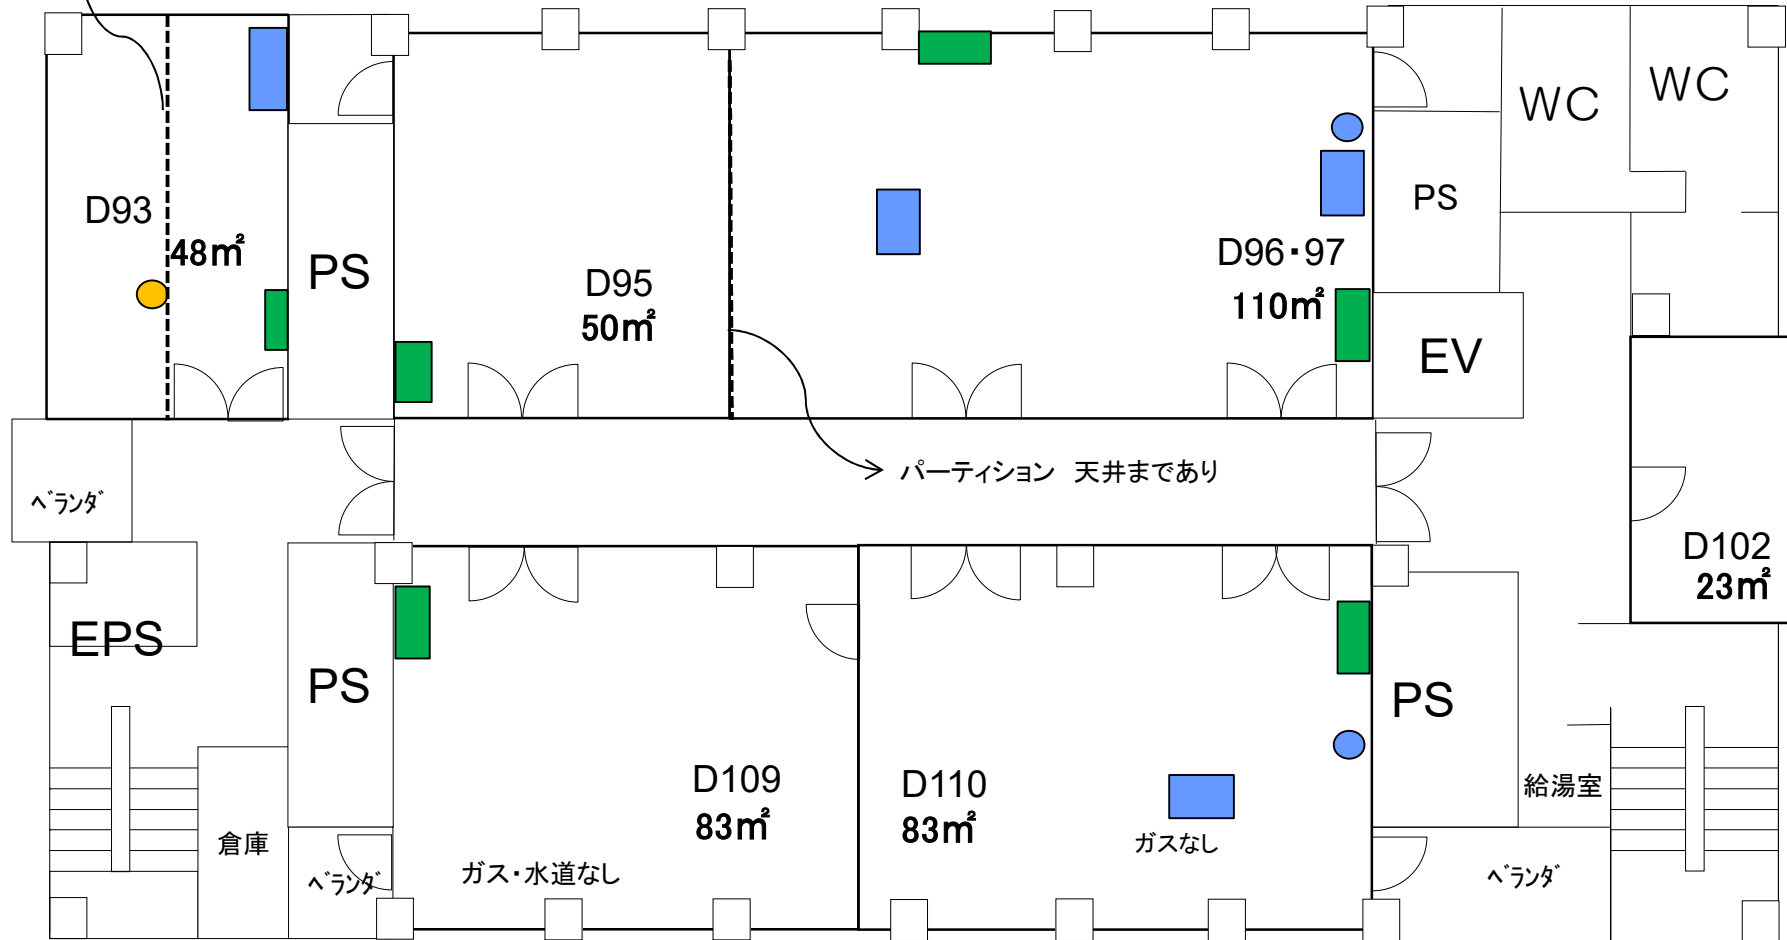 WC
WC
D93
48㎡
PS
D95
50㎡
D96・97
110㎡
PS
EV
パーティション　天井まであり
ベランダ
D102
23㎡
EPS
PS
PS
D109
83㎡
D110
83㎡
給湯室
倉庫
ベランダ
ガス・水道なし
ガスなし
ベランダ